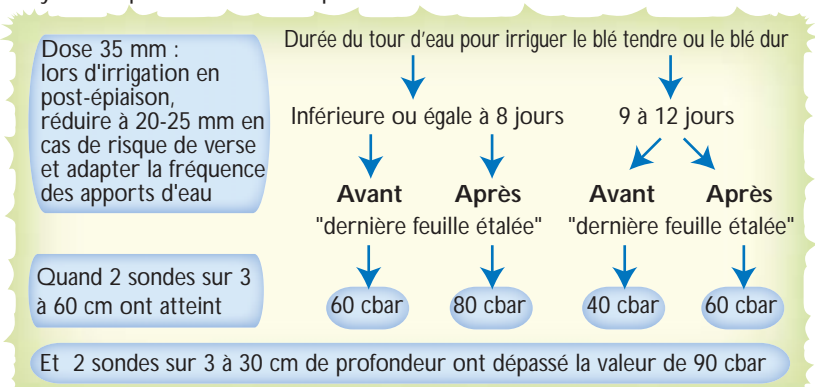 Dose 35 mm :
lors d'irrigation en
post-épiaison,
réduire à 20-25 mm en
cas de risque de verse
et adapter la fréquence
des apports d'eau
Durée du tour d'eau pour irriguer le blé tendre ou le blé dur
Inférieure ou égale à 8 jours
9 à 12 jours
Avant Après
"dernière feuille étalée"
Avant Après
"dernière feuille étalée"
Quand 2 sondes sur 3
à 60 cm ont atteint
60 cbar
80 cbar
40 cbar
60 cbar
Et 2 sondes sur 3 à 30 cm de profondeur ont dépassé la valeur de 90 cbar